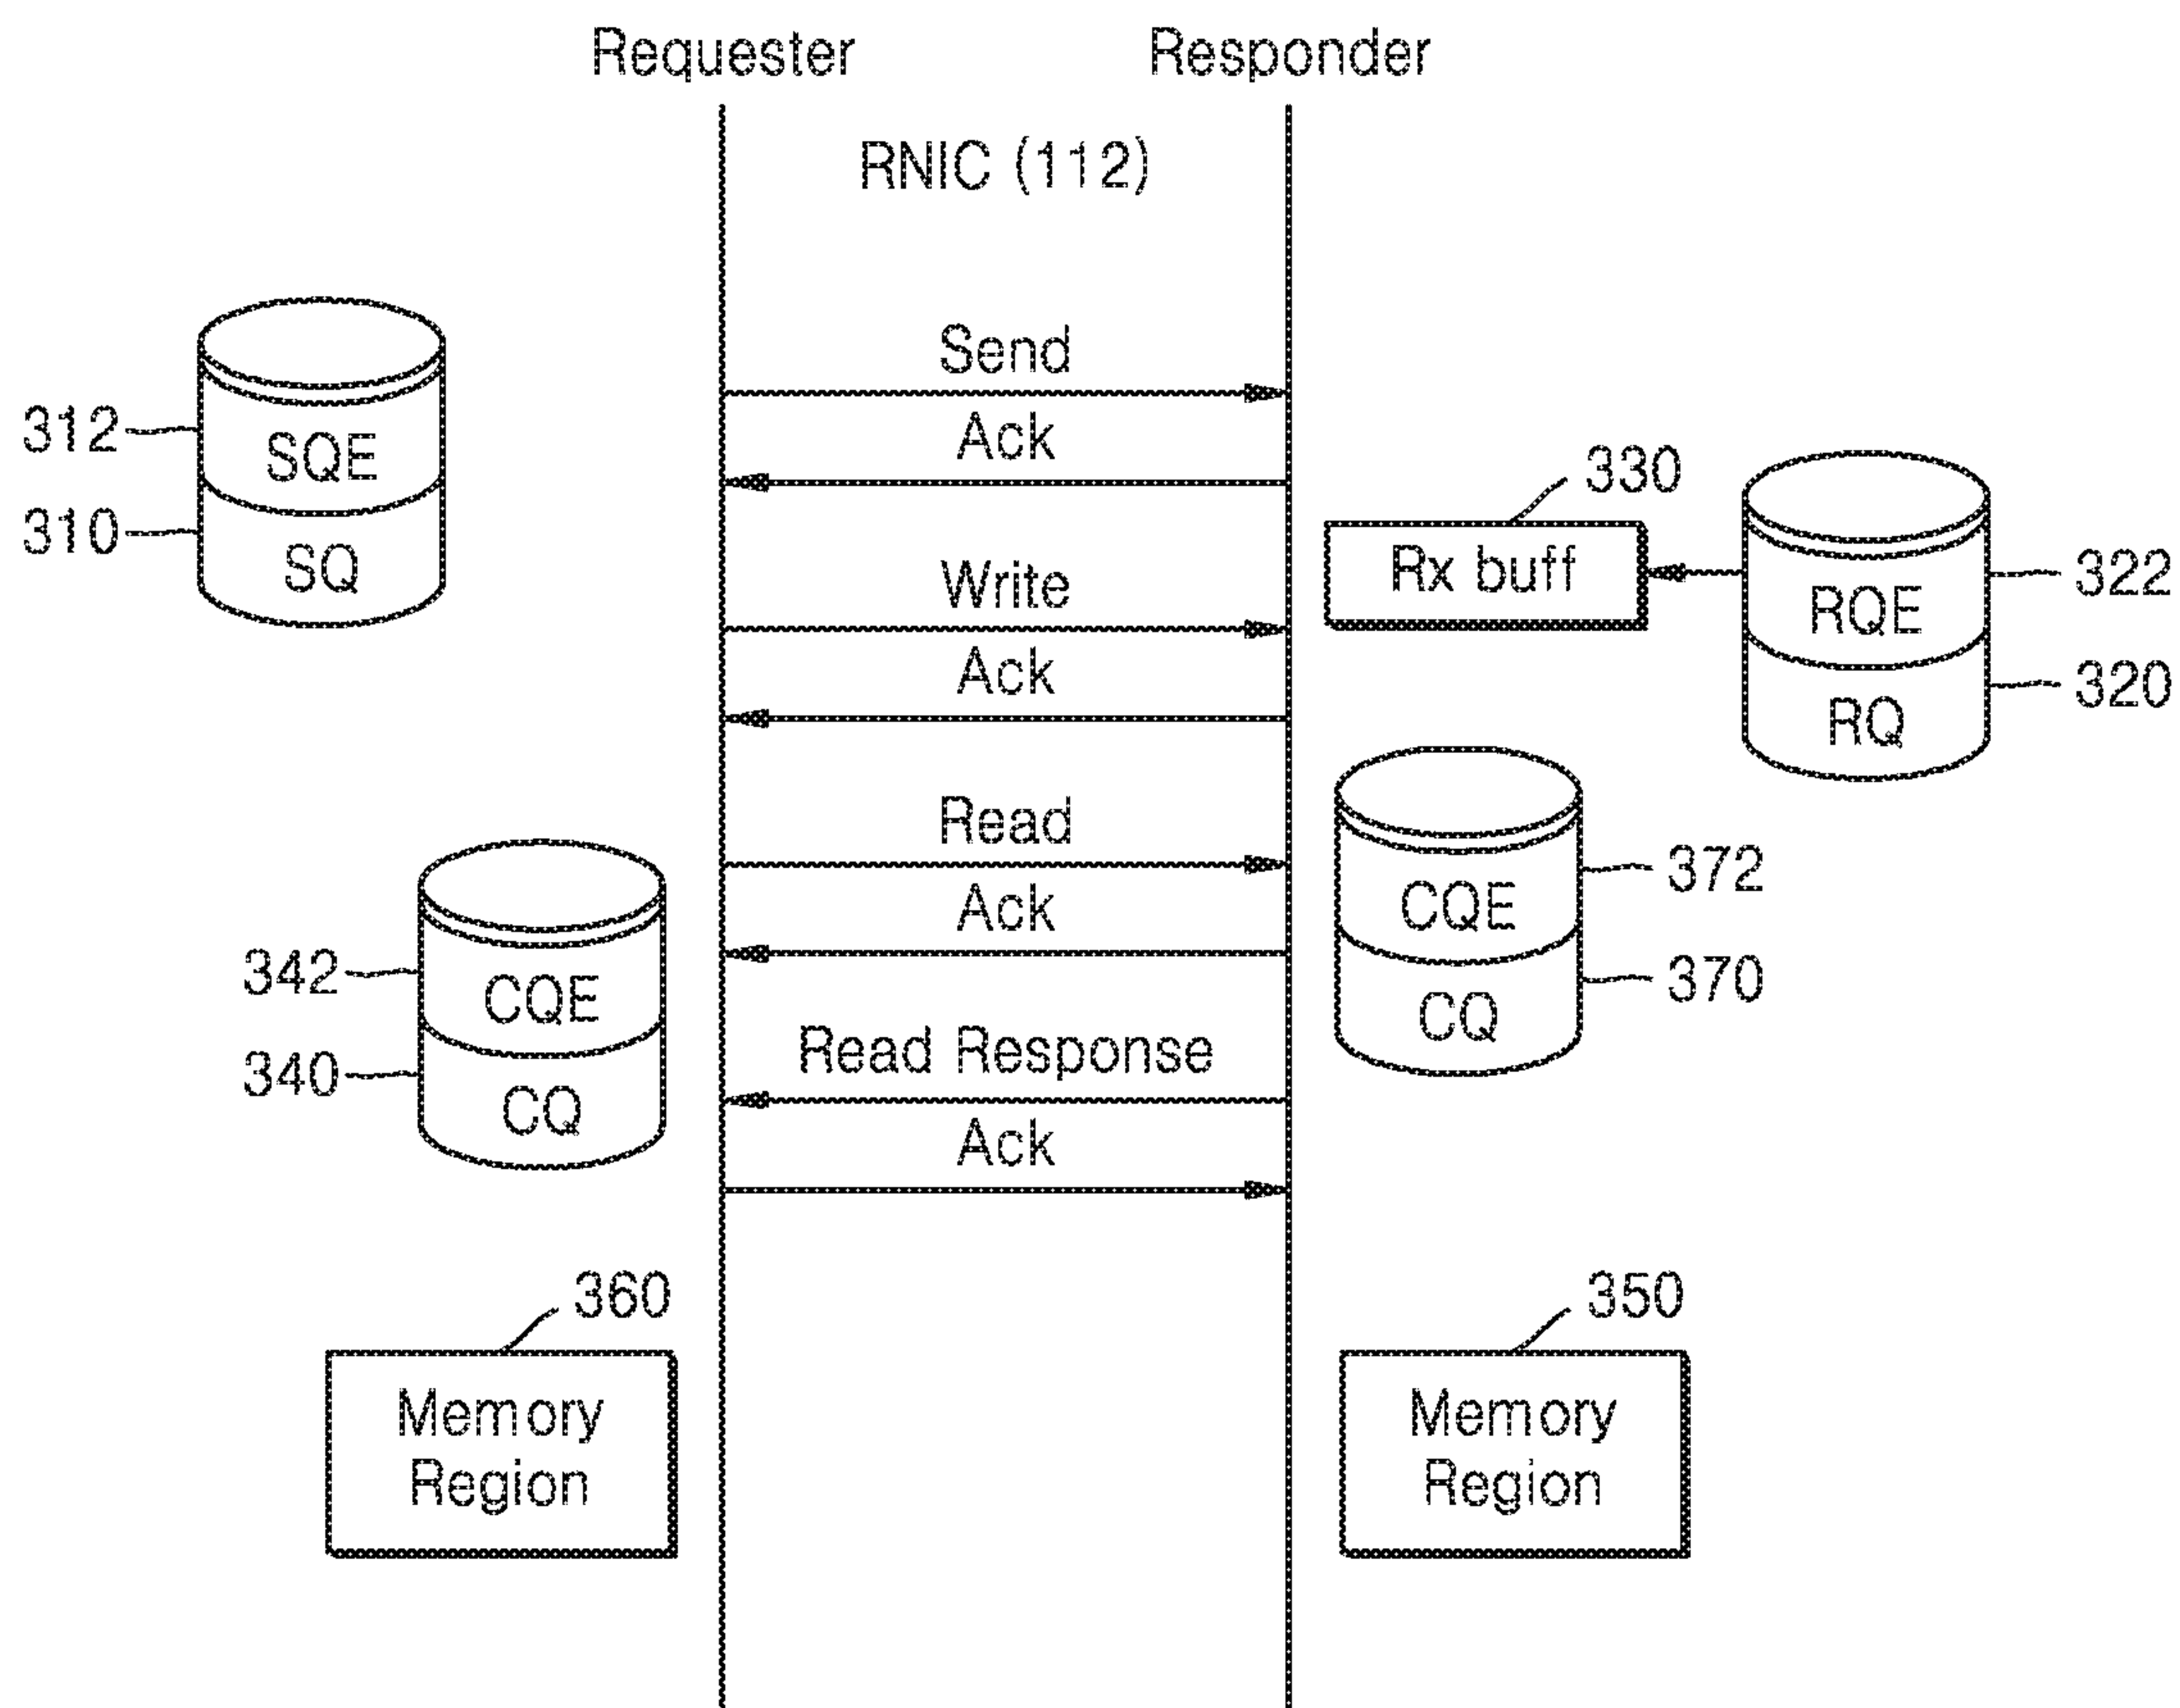 Requester
Responder
RNIC (112)
Send
Ack
312
SQE
310
SQ
330
Rx buff
322
RQE
320
RQ
Write
Ack
Read
Ack
372
CQE
370
CQ
342
CQE
340
CQ
Read Response
Ack
360
Memory
Region
350
Memory
Region